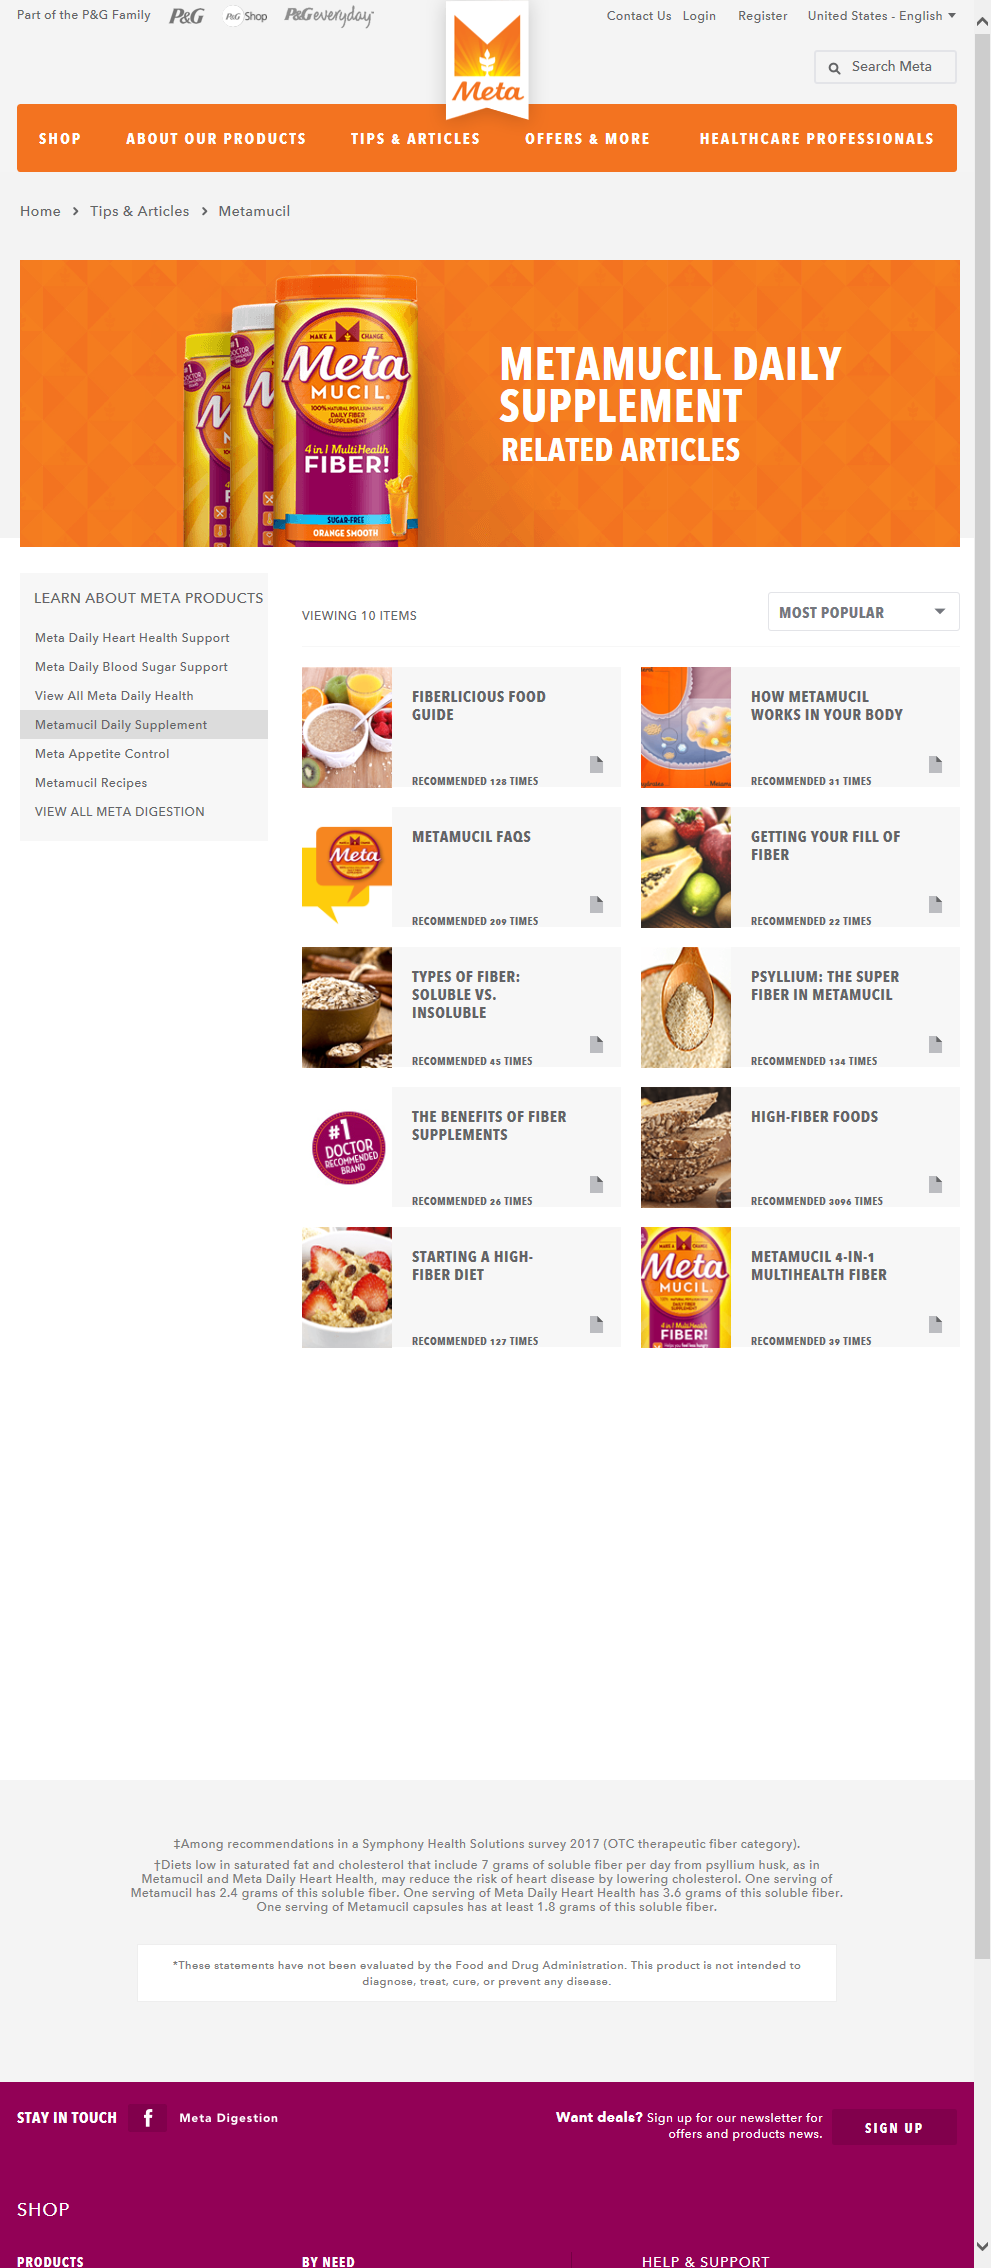 Part of the P&G Family
P&G
P&G Shop
P&G everyday
Contact Us
Login
Register
United States - English
Meta
Search Meta
SHOP
ABOUT OUR PRODUCTS
TIPS & ARTICLES
OFFERS & MORE
HEALTHCARE PROFESSIONALS
Home > Tips & Articles > Metamucil
MAKE A CHANGE
Meta
MUCIL
100% NATURAL PSYLLIUM HUSK
DAILY FIBER
SUPPLEMENT
4 in 1 MultiHealth
FIBER!
SUGAR-FREE
ORANGE SMOOTH
METAMUCIL DAILY
SUPPLEMENT
RELATED ARTICLES
LEARN ABOUT META PRODUCTS
Meta Daily Heart Health Support
Meta Daily Blood Sugar Support
View All Meta Daily Health
Metamucil Daily Supplement
Meta Appetite Control
Metamucil Recipes
VIEW ALL META DIGESTION
VIEWING 10 ITEMS
MOST POPULAR
FIBERLICIOUS FOOD
GUIDE
RECOMMENDED 128 TIMES
HOW METAMUCIL
WORKS IN YOUR BODY
RECOMMENDED 31 TIMES
Meta
METAMUCIL FAQS
RECOMMENDED 209 TIMES
GETTING YOUR FILL OF
FIBER
RECOMMENDED 22 TIMES
TYPES OF FIBER:
SOLUBLE VS.
INSOLUBLE
RECOMMENDED 45 TIMES
PSYLLIUM: THE SUPER
FIBER IN METAMUCIL
RECOMMENDED 134 TIMES
#1
DOCTOR
RECOMMENDED
BRAND
THE BENEFITS OF FIBER
SUPPLEMENTS
RECOMMENDED 26 TIMES
HIGH-FIBER FOODS
RECOMMENDED 3096 TIMES
STARTING A HIGH-
FIBER DIET
RECOMMENDED 127 TIMES
MAKE A CHANGE
Meta
MUCIL
DAILY FIBER
SUPPLEMENT
4 in 1 MultiHealth
FIBER!
METAMUCIL 4-IN-1
MULTIHEALTH FIBER
RECOMMENDED 39 TIMES
‡Among recommendations in a Symphony Health Solutions survey 2017 (OTC therapeutic fiber category).
†Diets low in saturated fat and cholesterol that include 7 grams of soluble fiber per day from psyllium husk, as in
Metamucil and Meta Daily Heart Health, may reduce the risk of heart disease by lowering cholesterol. One serving of
Metamucil has 2.4 grams of this soluble fiber. One serving of Meta Daily Heart Health has 3.6 grams of this soluble fiber.
One serving of Metamucil capsules has at least 1.8 grams of this soluble fiber.
*These statements have not been evaluated by the Food and Drug Administration. This product is not intended to
diagnose, treat, cure, or prevent any disease.
STAY IN TOUCH
f
Meta Digestion
Want deals? Sign up for our newsletter for
offers and products news.
SIGN UP
SHOP
PRODUCTS
BY NEED
HELP & SUPPORT